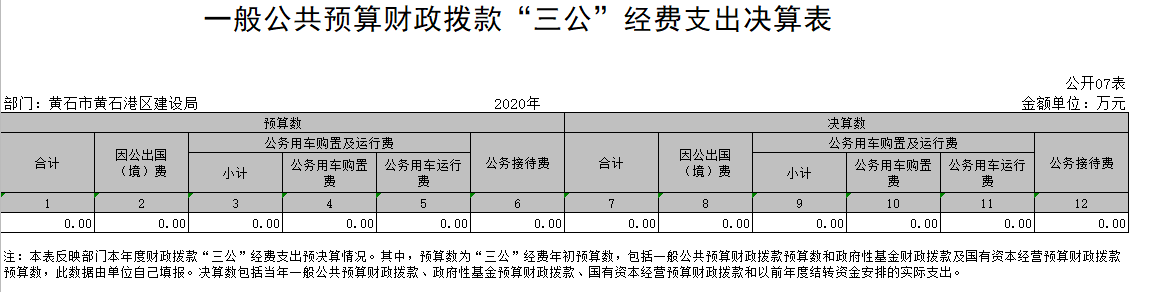 一般公共预算财政拨款“三公”经费支出决算表
公开07表
部门：黄石市黄石港区建设局 2020年 金额单位：万元
预算数 决算数
合计 因公出国（境）费 公务用车购置及运行费 公务接待费 合计 因公出国（境）费 公务用车购置及运行费 公务接待费
小计 公务用车购置费 公务用车运行费 小计 公务用车购置费 公务用车运行费
1 2 3 4 5 6 7 8 9 10 11 12
0.00 0.00 0.00 0.00 0.00 0.00 0.00 0.00 0.00 0.00 0.00 0.00
注：本表反映部门本年度财政拨款“三公”经费支出预决算情况。其中，预算数为“三公”经费年初预算数，包括一般公共预算财政拨款预算数和政府性基金财政拨款及国有资本经营预算财政拨款
预算数，此数据由单位自己填报。决算数包括当年一般公共预算财政拨款、政府性基金预算财政拨款、国有资本经营预算财政拨款和以前年度结转资金安排的实际支出。